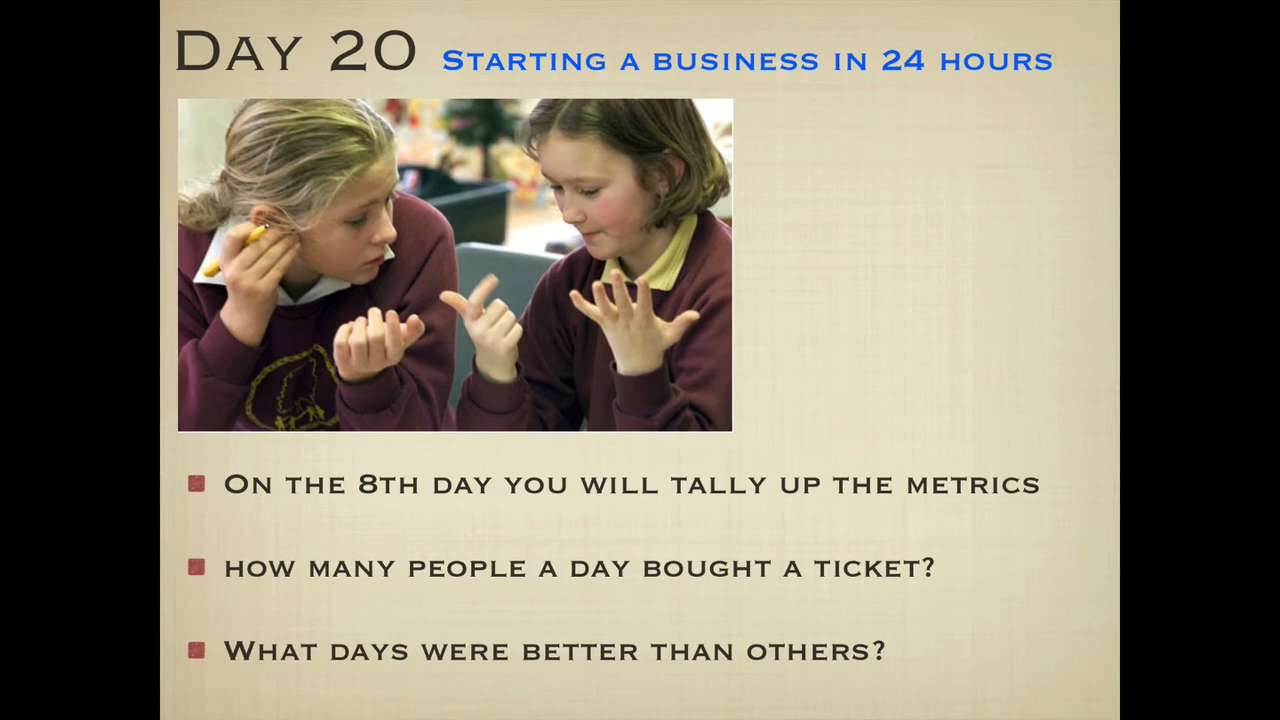 Day 20 Starting a business in 24 hours
On the 8th day you will tally up the metrics
how many people a day bought a ticket?
What days were better than others?